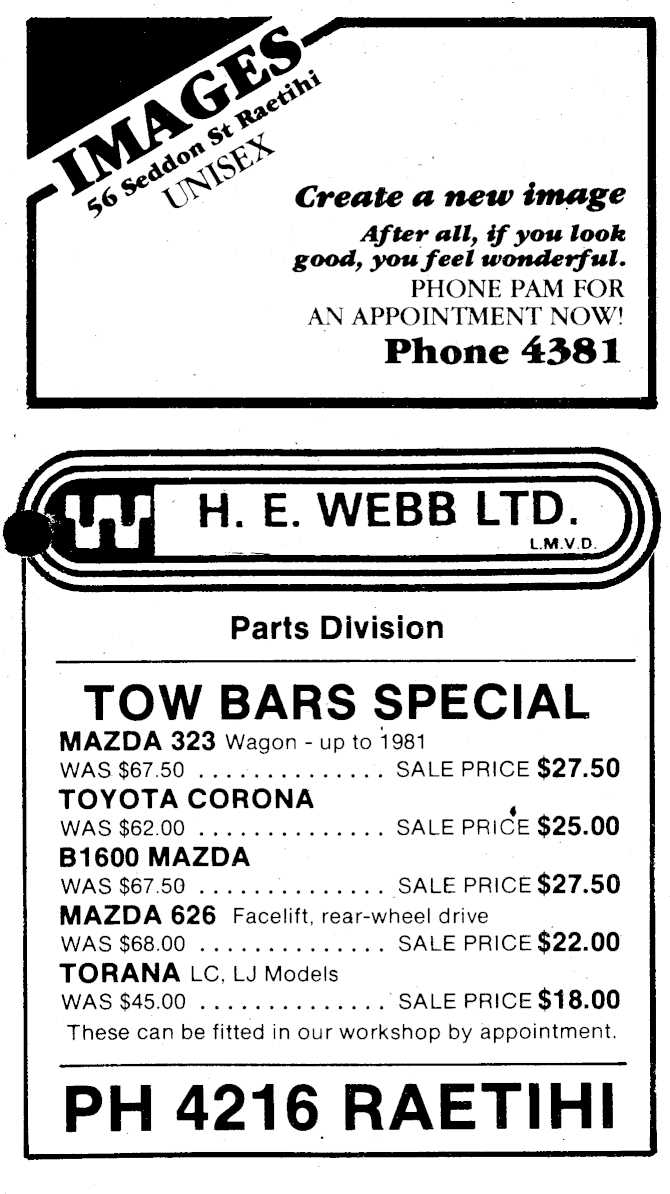 IMAGES
56 Seddon St Raetihi
UNISEX
Create a new image
After all, if you look
good, you feel wonderful.
PHONE PAM FOR
AN APPOINTMENT NOW!
Phone 4381
W H. E. WEBB LTD.
L.M.V.D.
Parts Division
TOW BARS SPECIAL
MAZDA 323 Wagon - up to 1981
WAS $67.50 .............. SALE PRICE $27.50
TOYOTA CORONA
WAS $62.00 .............. SALE PRICE $25.00
B1600 MAZDA
WAS $67.50 .............. SALE PRICE $27.50
MAZDA 626 Facelift, rear-wheel drive
WAS $68.00 .............. SALE PRICE $22.00
TORANA LC, LJ Models
WAS $45.00 .............. SALE PRICE $18.00
These can be fitted in our workshop by appointment.
PH 4216 RAETIHI